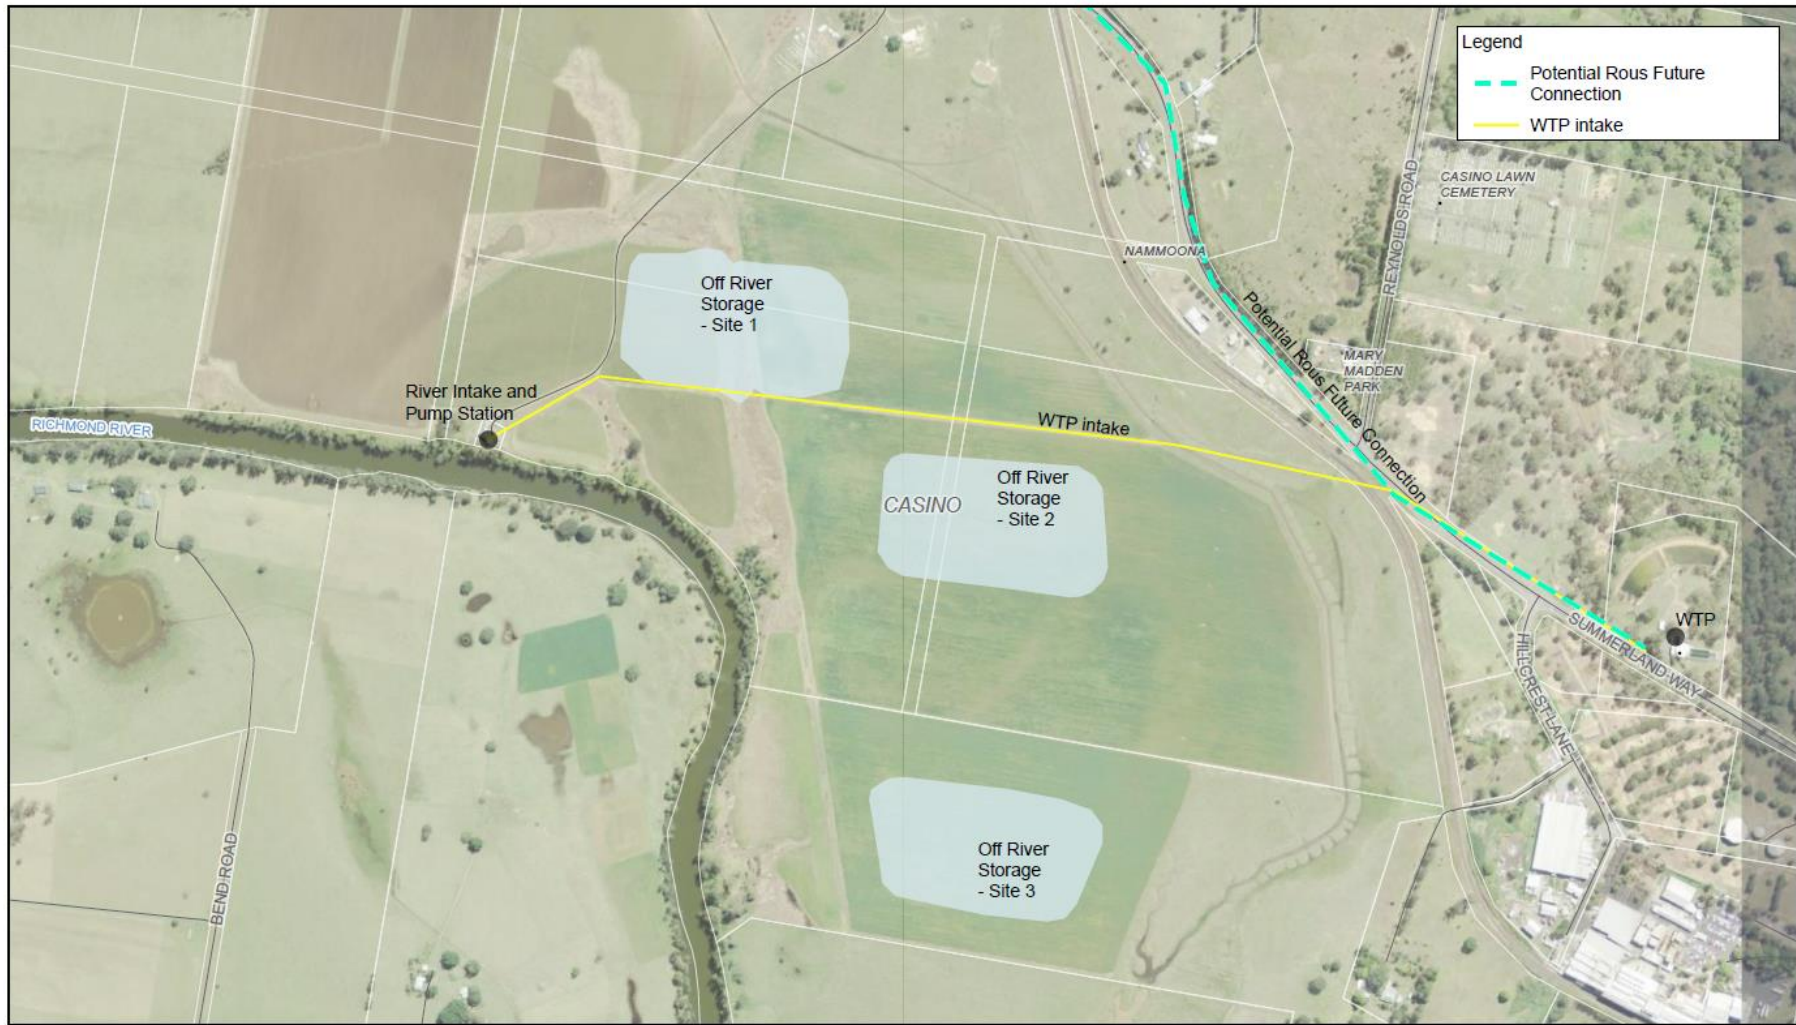 Legend
Potential Rous Future
Connection
WTP intake
REYNOLDS ROAD
CASINO LAWN
CEMETERY
NAMMOONA
Off River
Storage
- Site 1
Potential Rous Future Connection
MARY
MADDEN
PARK
River Intake and
Pump Station
RICHMOND RIVER
WTP intake
Off River
Storage
- Site 2
CASINO
WTP
SUMMERLAND WAY
HILLCREST LANE
Off River
Storage
- Site 3
BEND ROAD